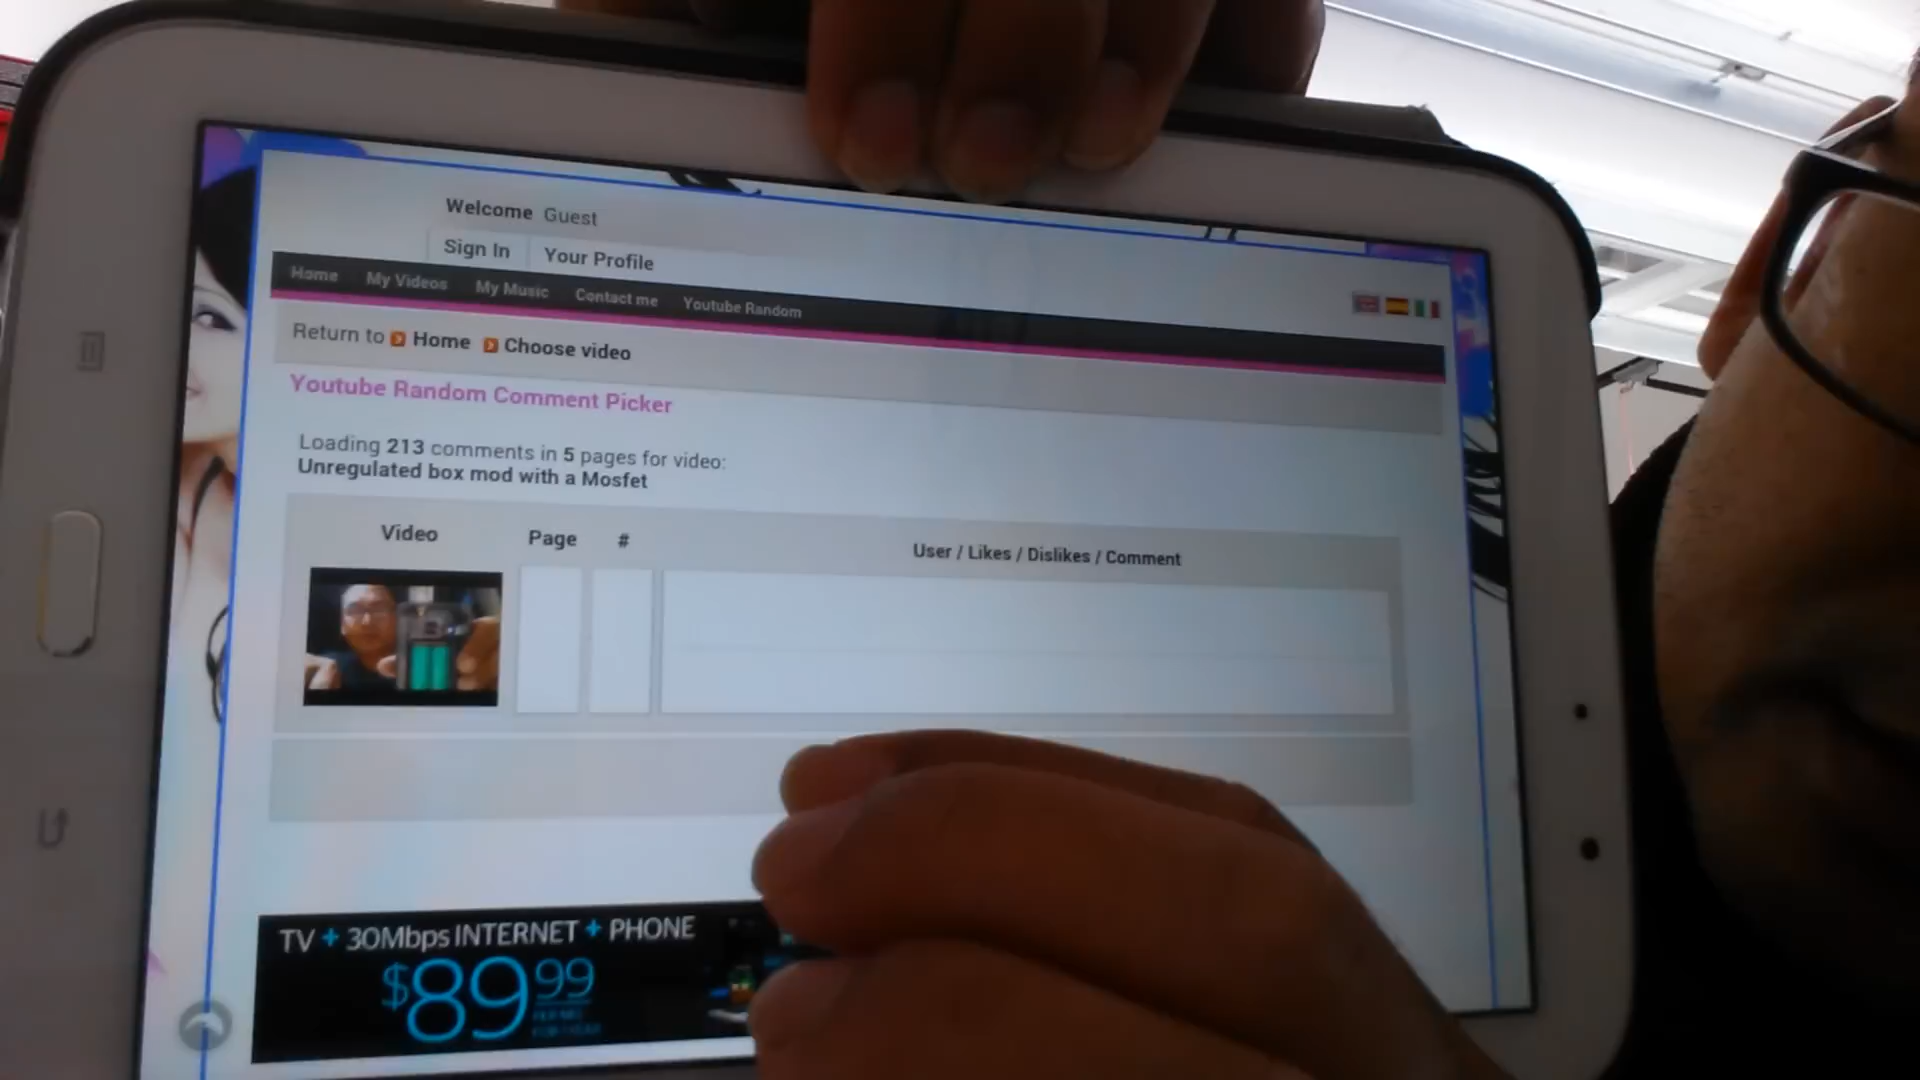 Welcome Guest
Sign In Your Profile
Home My Videos My Music Contact me Youtube Random
Return to Home Choose video
Youtube Random Comment Picker
Loading 213 comments in 5 pages for video:
Unregulated box mod with a Mosfet
Video Page # User / Likes / Dislikes / Comment
TV + 30Mbps INTERNET + PHONE
$89 99